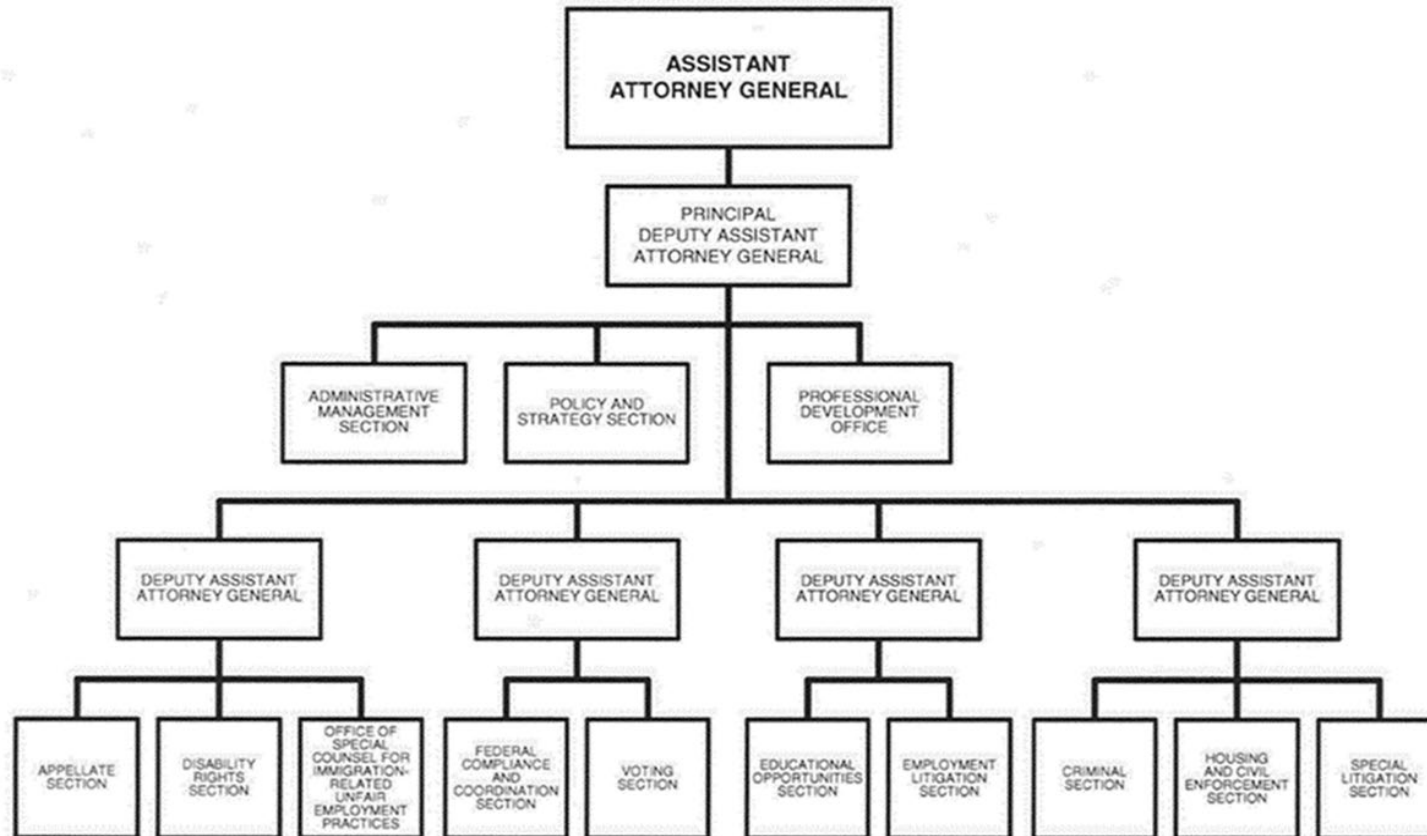 ASSISTANT
ATTORNEY GENERAL
PRINCIPAL
DEPUTY ASSISTANT
ATTORNEY GENERAL
ADMINISTRATIVE
MANAGEMENT
SECTION
POLICY AND
STRATEGY SECTION
PROFESSIONAL
DEVELOPMENT
OFFICE
DEPUTY ASSISTANT
ATTORNEY GENERAL
DEPUTY ASSISTANT
ATTORNEY GENERAL
DEPUTY ASSISTANT
ATTORNEY GENERAL
DEPUTY ASSISTANT
ATTORNEY GENERAL
APPELLATE
SECTION
DISABILITY
RIGHTS
SECTION
OFFICE OF
SPECIAL
COUNSEL FOR
IMMIGRATION-
RELATED
UNFAIR
EMPLOYMENT
PRACTICES
FEDERAL
COMPLIANCE
AND
COORDINATION
SECTION
VOTING
SECTION
EDUCATIONAL
OPPORTUNITIES
SECTION
EMPLOYMENT
LITIGATION
SECTION
CRIMINAL
SECTION
HOUSING
AND CIVIL
ENFORCEMENT
SECTION
SPECIAL
LITIGATION
SECTION